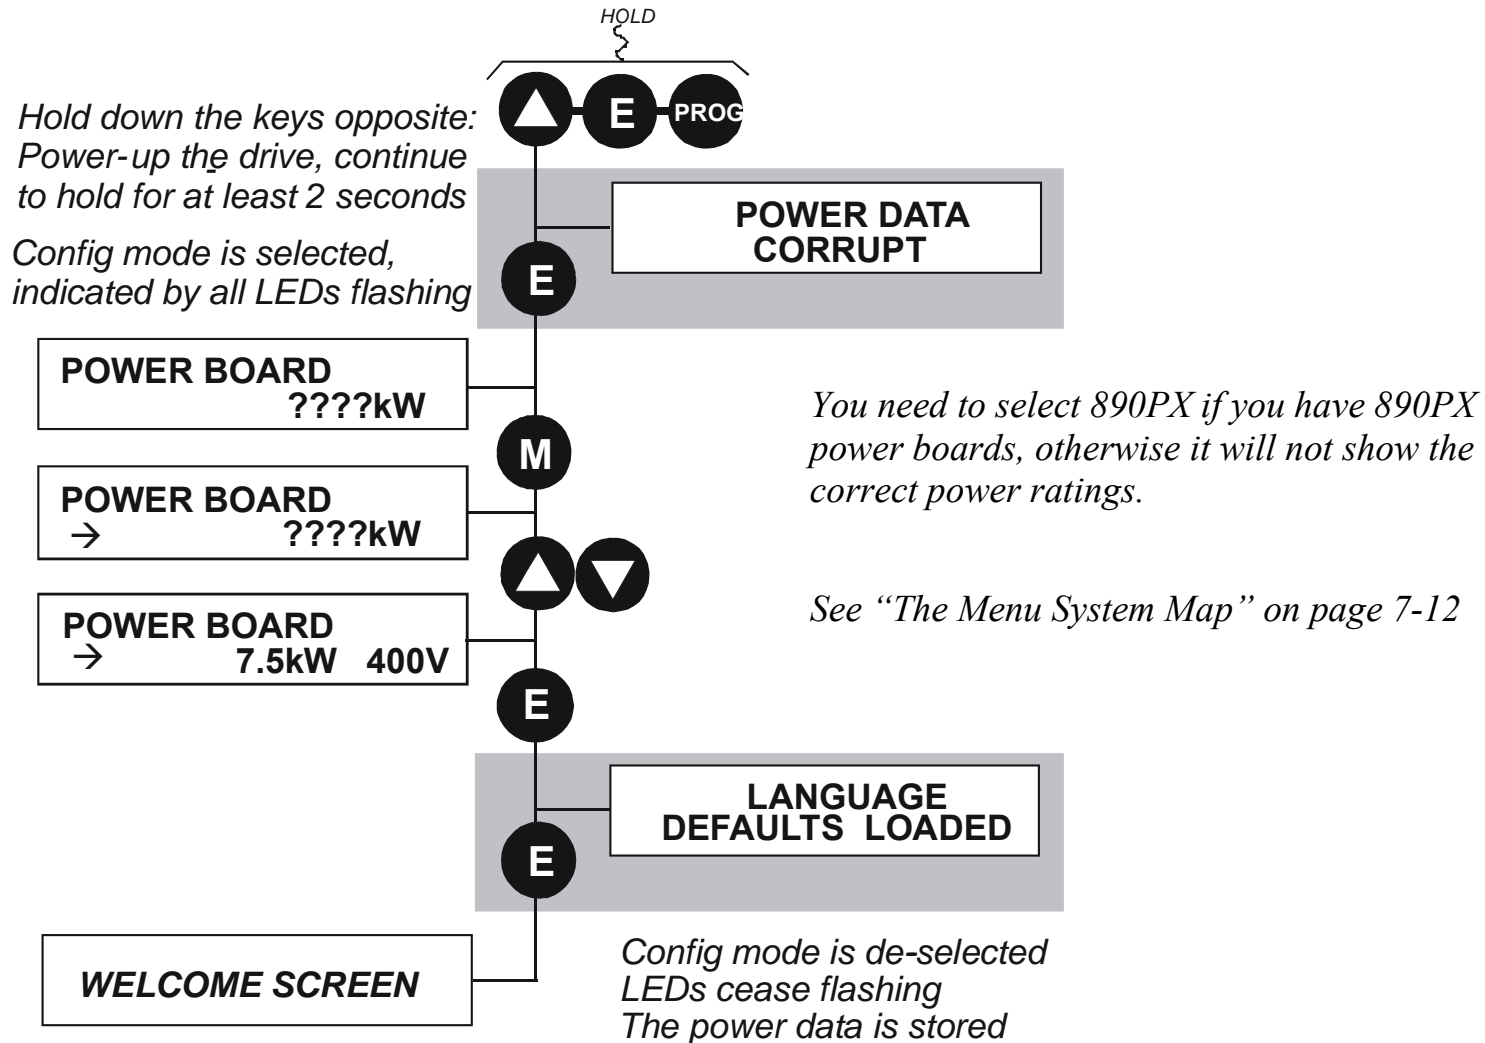 HOLD
E PROG
Hold down the keys opposite:
Power-up the drive, continue
to hold for at least 2 seconds
POWER DATA
CORRUPT
Config mode is selected,
indicated by all LEDs flashing
E
POWER BOARD
????kW
M
You need to select 890PX if you have 890PX
power boards, otherwise it will not show the
correct power ratings.
POWER BOARD
→ ????kW
See “The Menu System Map” on page 7-12
POWER BOARD
→ 7.5kW 400V
E
LANGUAGE
DEFAULTS LOADED
E
WELCOME SCREEN
Config mode is de-selected
LEDs cease flashing
The power data is stored